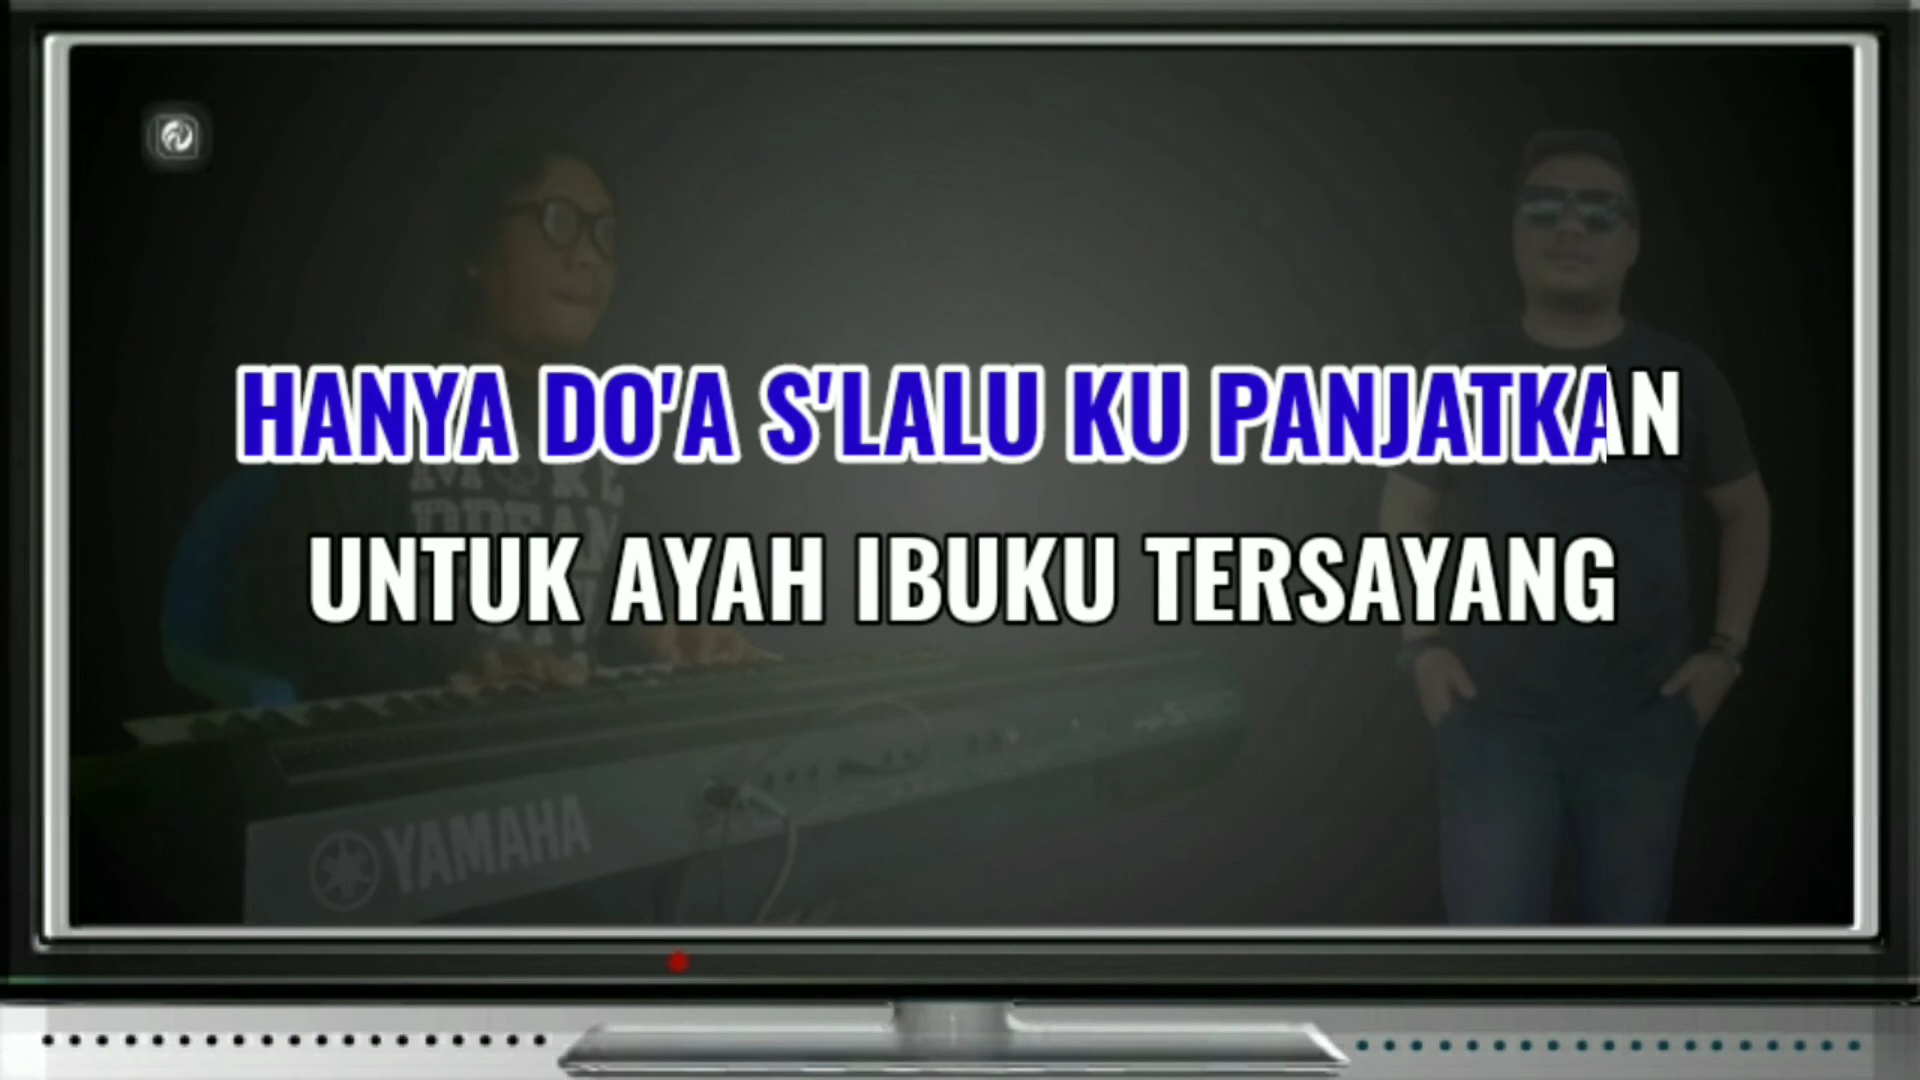 HANYA DO'A S'LALU KU PANJATKAN
UNTUK AYAH IBUKU TERSAYANG
YAMAHA